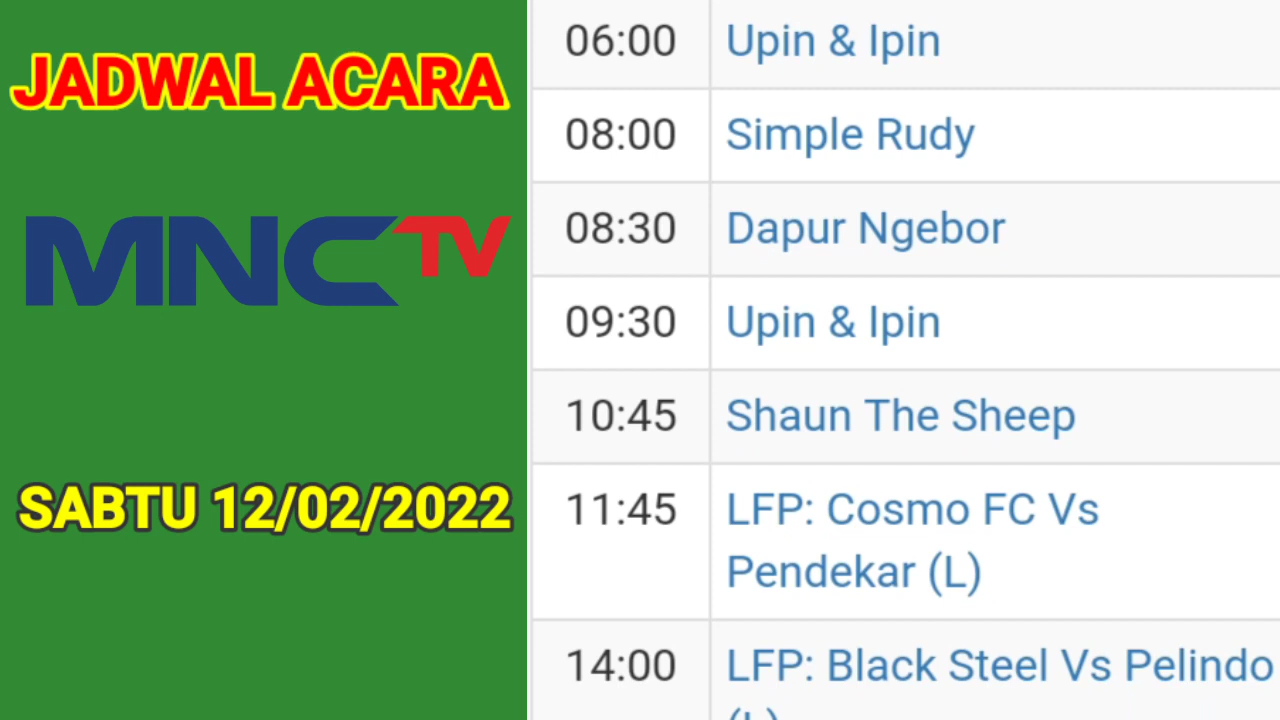 JADWAL ACARA
MNCTV
SABTU 12/02/2022
06:00 Upin & Ipin
08:00 Simple Rudy
08:30 Dapur Ngebor
09:30 Upin & Ipin
10:45 Shaun The Sheep
11:45 LFP: Cosmo FC Vs
Pendekar (L)
14:00 LFP: Black Steel Vs Pelindo